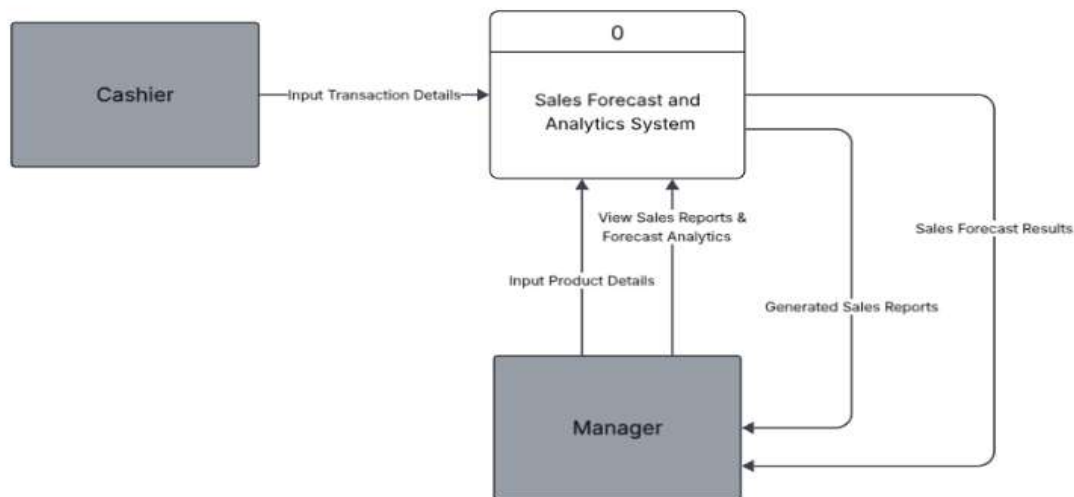 0
Cashier
Input Transaction Details
Sales Forecast and
Analytics System
View Sales Reports &
Forecast Analytics
Sales Forecast Results
Input Product Details
Generated Sales Reports
Manager